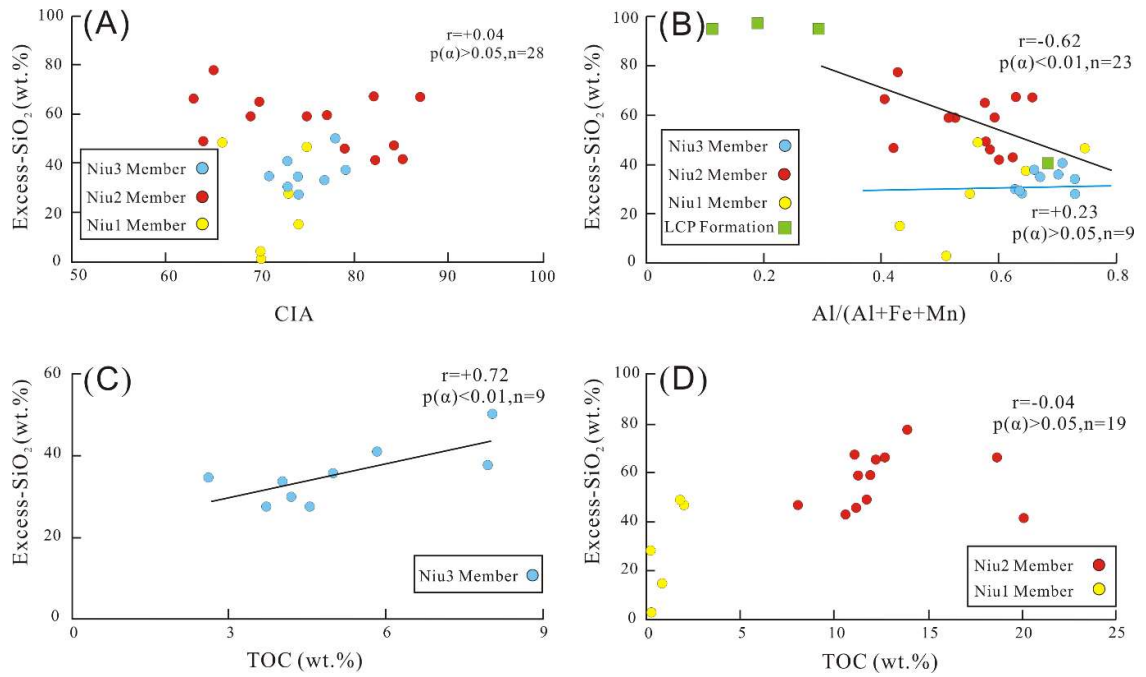 (A)
r=+0.04
p(α)>0.05,n=28
Excess-SiO2 (wt.%)
100
80
60
40
20
0
Niu3 Member
Niu2 Member
Niu1 Member
50 60 70 80 90 100
CIA
(B)
r=-0.62
p(α)<0.01,n=23
Excess-SiO2 (wt.%)
100
80
60
40
20
0
Niu3 Member
Niu2 Member
Niu1 Member
LCP Formation
r=+0.23
p(α)>0.05,n=9
0 0.2 0.4 0.6 0.8
Al/(Al+Fe+Mn)
(C)
r=+0.72
p(α)<0.01,n=9
Excess-SiO2 (wt.%)
60
40
20
0
Niu3 Member
0 3 6 9
TOC (wt.%)
(D)
r=-0.04
p(α)>0.05,n=19
Excess-SiO2 (wt.%)
100
80
60
40
20
0
Niu2 Member
Niu1 Member
0 5 10 15 20 25
TOC (wt.%)